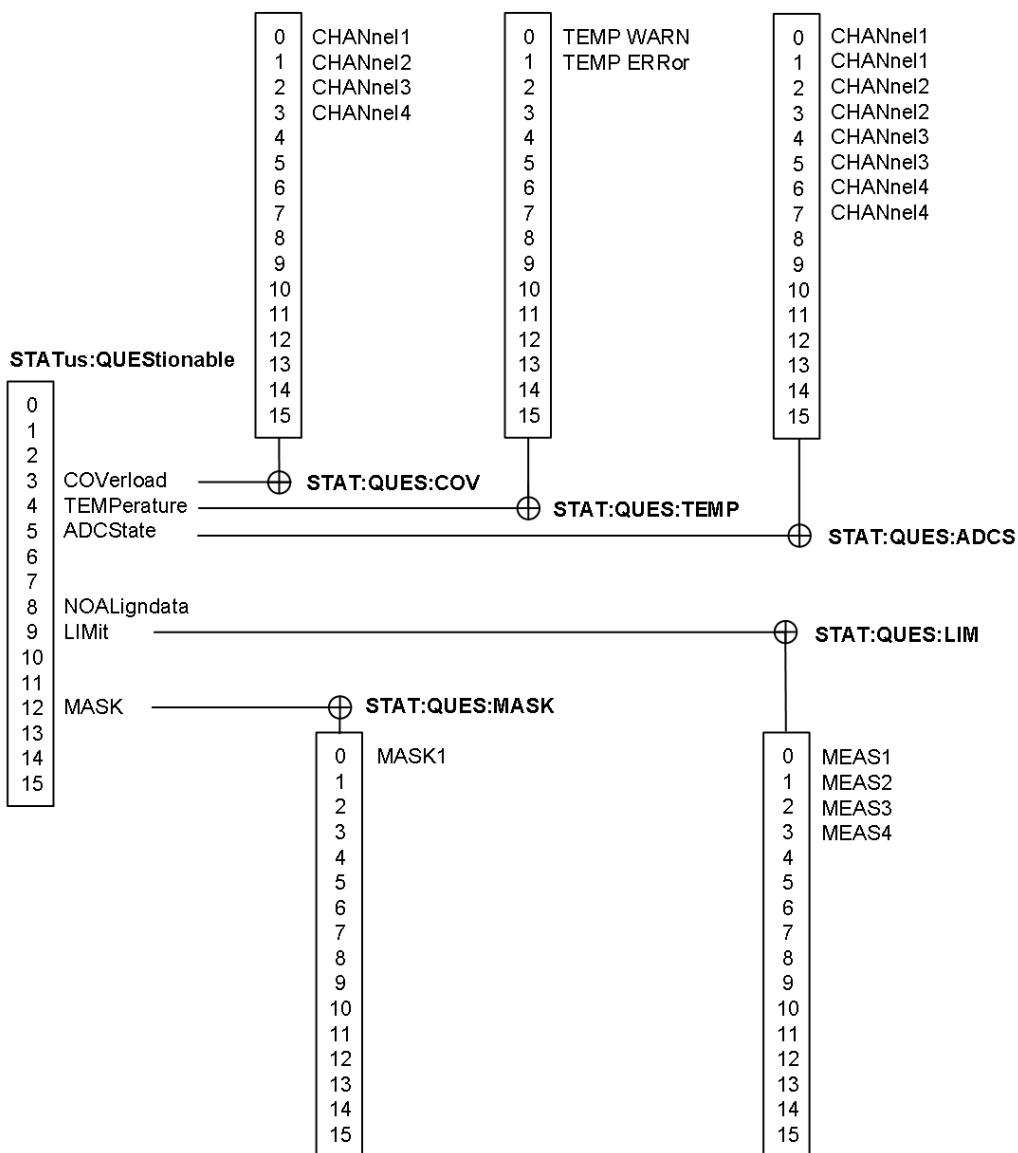 0 CHANnel1 0 TEMP WARN 0 CHANnel1
1 CHANnel2 1 TEMP ERRor 1 CHANnel1
2 CHANnel3 2 2 CHANnel2
3 CHANnel4 3 3 CHANnel2
4 4 4 CHANnel3
5 5 5 CHANnel3
6 6 6 CHANnel4
7 7 7 CHANnel4
8 8 8
9 9 9
10 10 10
11 11 11
12 12 12
13 13 13
14 14 14
15 15 15
STATus:QUEStionable
0
1
2
3 COVerload STAT:QUES:COV
4 TEMPerature STAT:QUES:TEMP
5 ADCState STAT:QUES:ADCS
6
7
8 NOALigndata
9 LIMit STAT:QUES:LIM
10
11
12 MASK STAT:QUES:MASK
13
14
15
0 MASK1 0 MEAS1
1 1 MEAS2
2 2 MEAS3
3 3 MEAS4
4 4
5 5
6 6
7 7
8 8
9 9
10 10
11 11
12 12
13 13
14 14
15 15